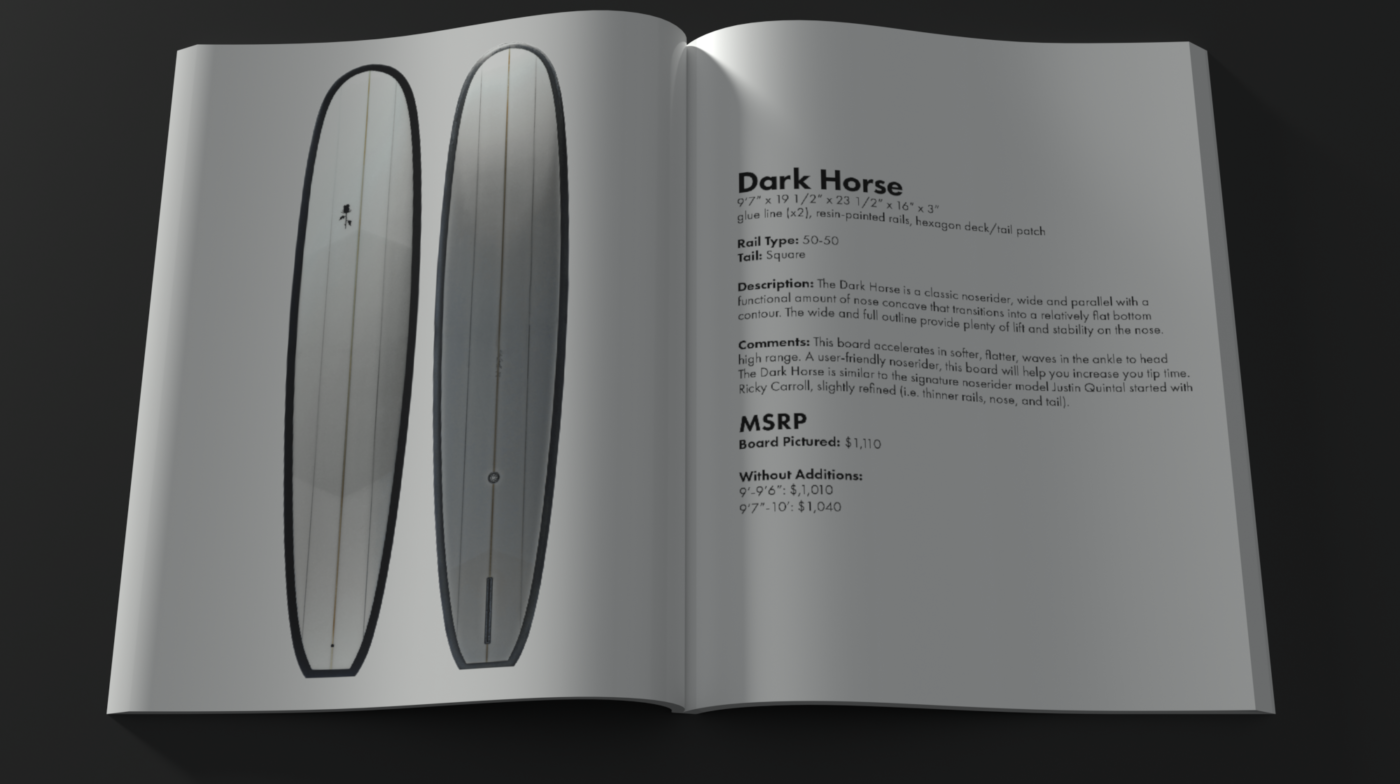 Dark Horse
9'7" x 19 1/2" x 23 1/2" x 16" x 3"
glue line (x2), resin-painted rails, hexagon deck/tail patch
Rail Type: 50-50
Tail: Square
Description: The Dark Horse is a classic noserider, wide and parallel with a
functional amount of nose concave that transitions into a relatively flat bottom
contour. The wide and full outline provide plenty of lift and stability on the nose.
Comments: This board accelerates in softer, flatter, waves in the ankle to head
high range. A user-friendly noserider, this board will help you increase you tip time.
The Dark Horse is similar to the signature noserider model Justin Quintal started with
Ricky Carroll, slightly refined (i.e. thinner rails, nose, and tail).
MSRP
Board Pictured: $1,110
Without Additions:
9'-9'6": $,1,010
9'7"-10': $1,040